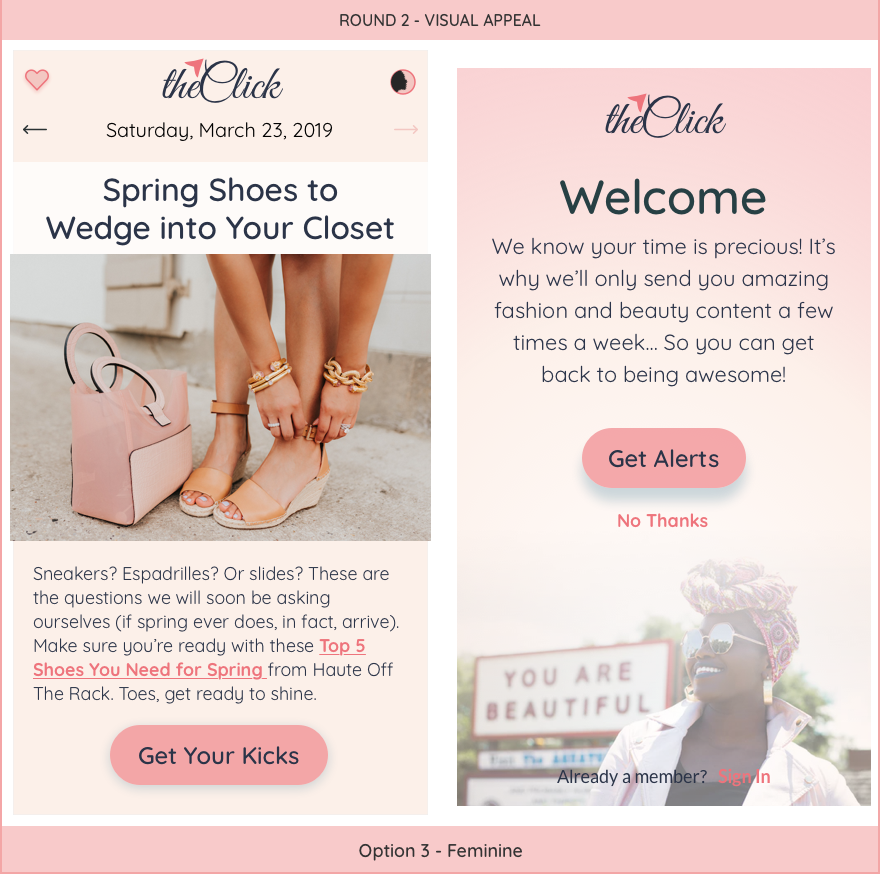 ROUND 2 - VISUAL APPEAL
theClick
Saturday, March 23, 2019
Spring Shoes to
Wedge into Your Closet
Sneakers? Espadrilles? Or slides? These are
the questions we will soon be asking
ourselves (if spring ever does, in fact, arrive).
Make sure you’re ready with these Top 5
Shoes You Need for Spring from Haute Off
The Rack. Toes, get ready to shine.
Get Your Kicks
theClick
Welcome
We know your time is precious! It’s
why we’ll only send you amazing
fashion and beauty content a few
times a week... So you can get
back to being awesome!
Get Alerts
No Thanks
YOU ARE
BEAUTIFUL
Already a member? Sign In
Option 3 - Feminine